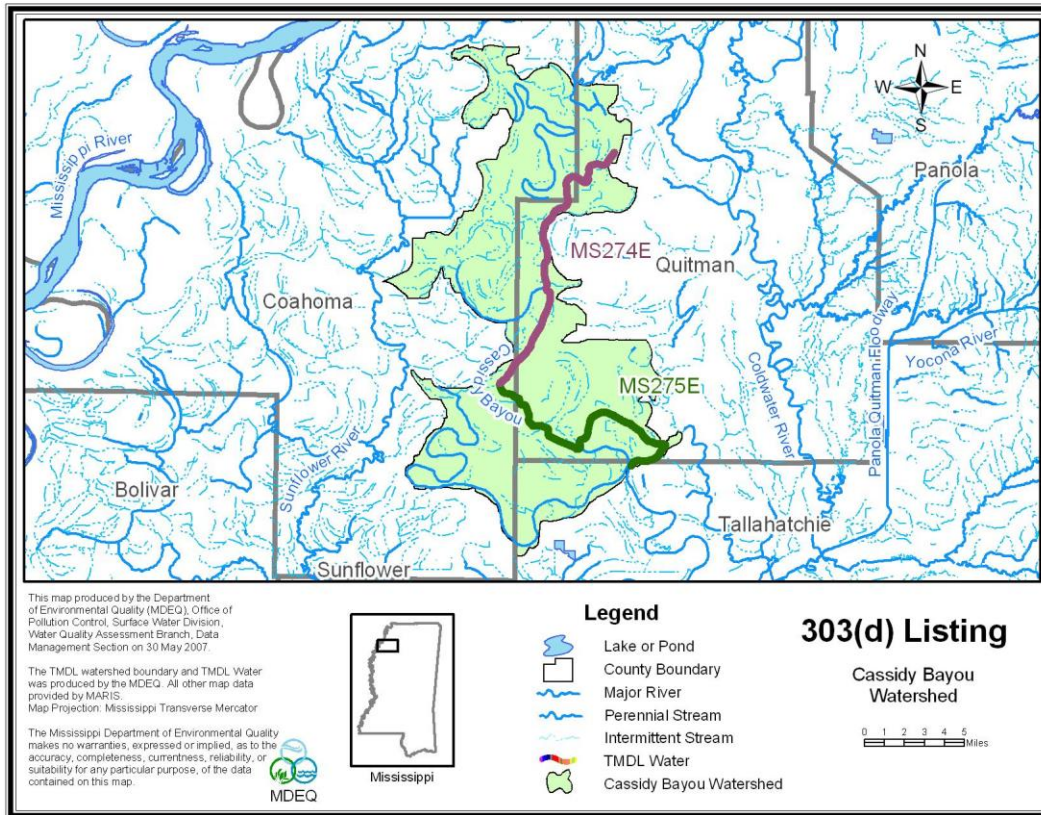 N
W
E
S
Mississippi River
Panola
MS274E
Quitman
Coahoma
Cassidy Bayou
MS275E
Coldwater River
Panola Quitman Floodway
Yocona River
Sunflower River
Bolivar
Tallahatchie
Sunflower
This map produced by the Department
of Environmental Quality (MDEQ), Office of
Pollution Control, Surface Water Division,
Water Quality Assessment Branch, Data
Management Section on 30 May 2007.
The TMDL watershed boundary and TMDL Water
was produced by the MDEQ. All other map data
provided by MARIS.
Map Projection: Mississippi Transverse Mercator
The Mississippi Department of Environmental Quality
makes no warranties, expressed or implied, as to the
accuracy, completeness, currentness, reliability, or
suitability for any particular purpose, of the data
contained on this map.
MDEQ
Mississippi
Legend
Lake or Pond
County Boundary
Major River
Perennial Stream
Intermittent Stream
TMDL Water
Cassidy Bayou Watershed
303(d) Listing
Cassidy Bayou
Watershed
0 1 2 3 4 5
Miles